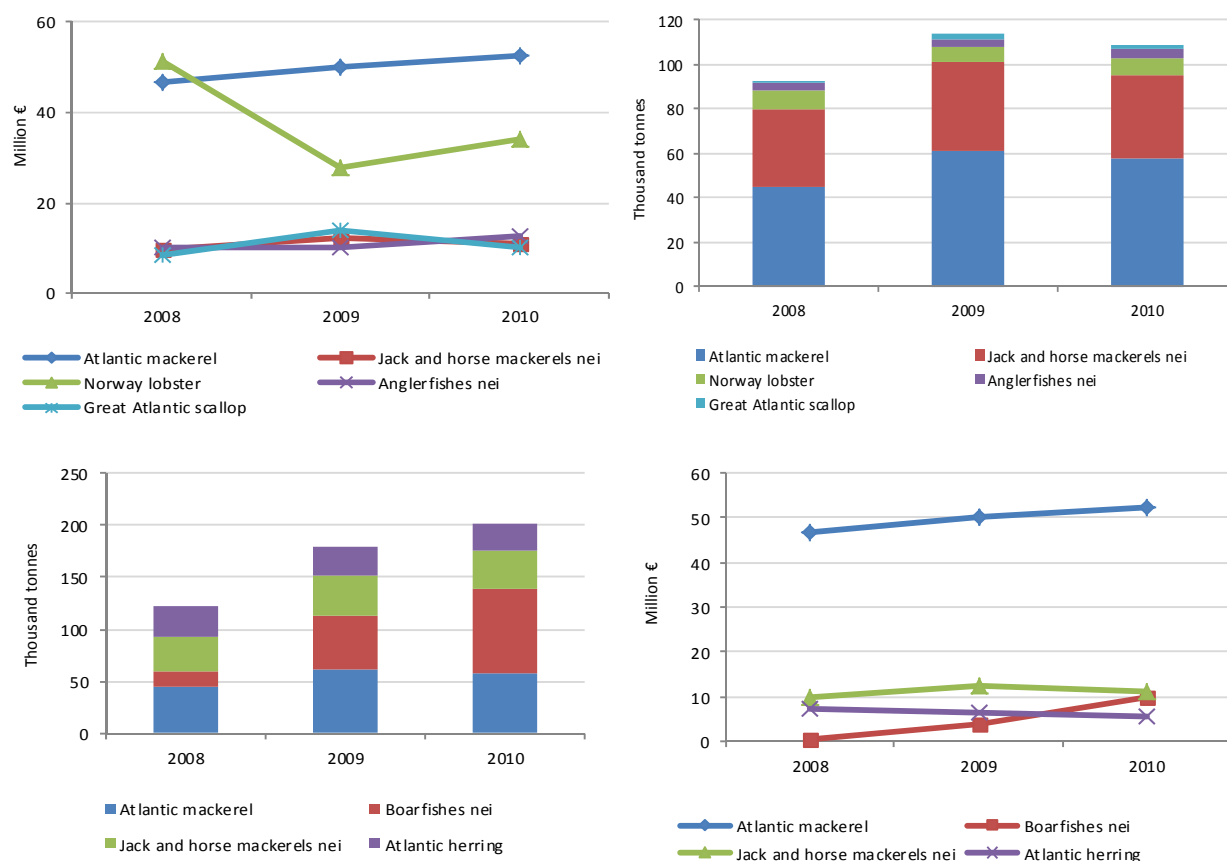 60
40
20
0
Million €
2008 2009 2010
Atlantic mackerel Jack and horse mackerels nei
Norway lobster Anglerfishes nei
Great Atlantic scallop
120
100
80
60
40
20
0
Thousand tonnes
2008 2009 2010
Atlantic mackerel Jack and horse mackerels nei
Norway lobster Anglerfishes nei
Great Atlantic scallop
250
200
150
100
50
0
Thousand tonnes
2008 2009 2010
Atlantic mackerel Boarfishes nei
Jack and horse mackerels nei Atlantic herring
60
50
40
30
20
10
0
Million €
2008 2009 2010
Atlantic mackerel Boarfishes nei
Jack and horse mackerels nei Atlantic herring